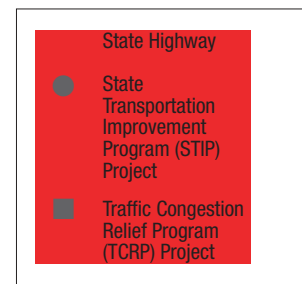 State Highway
State
Transportation
Improvement
Program (STIP)
Project
Traffic Congestion
Relief Program
(TCRP) Project